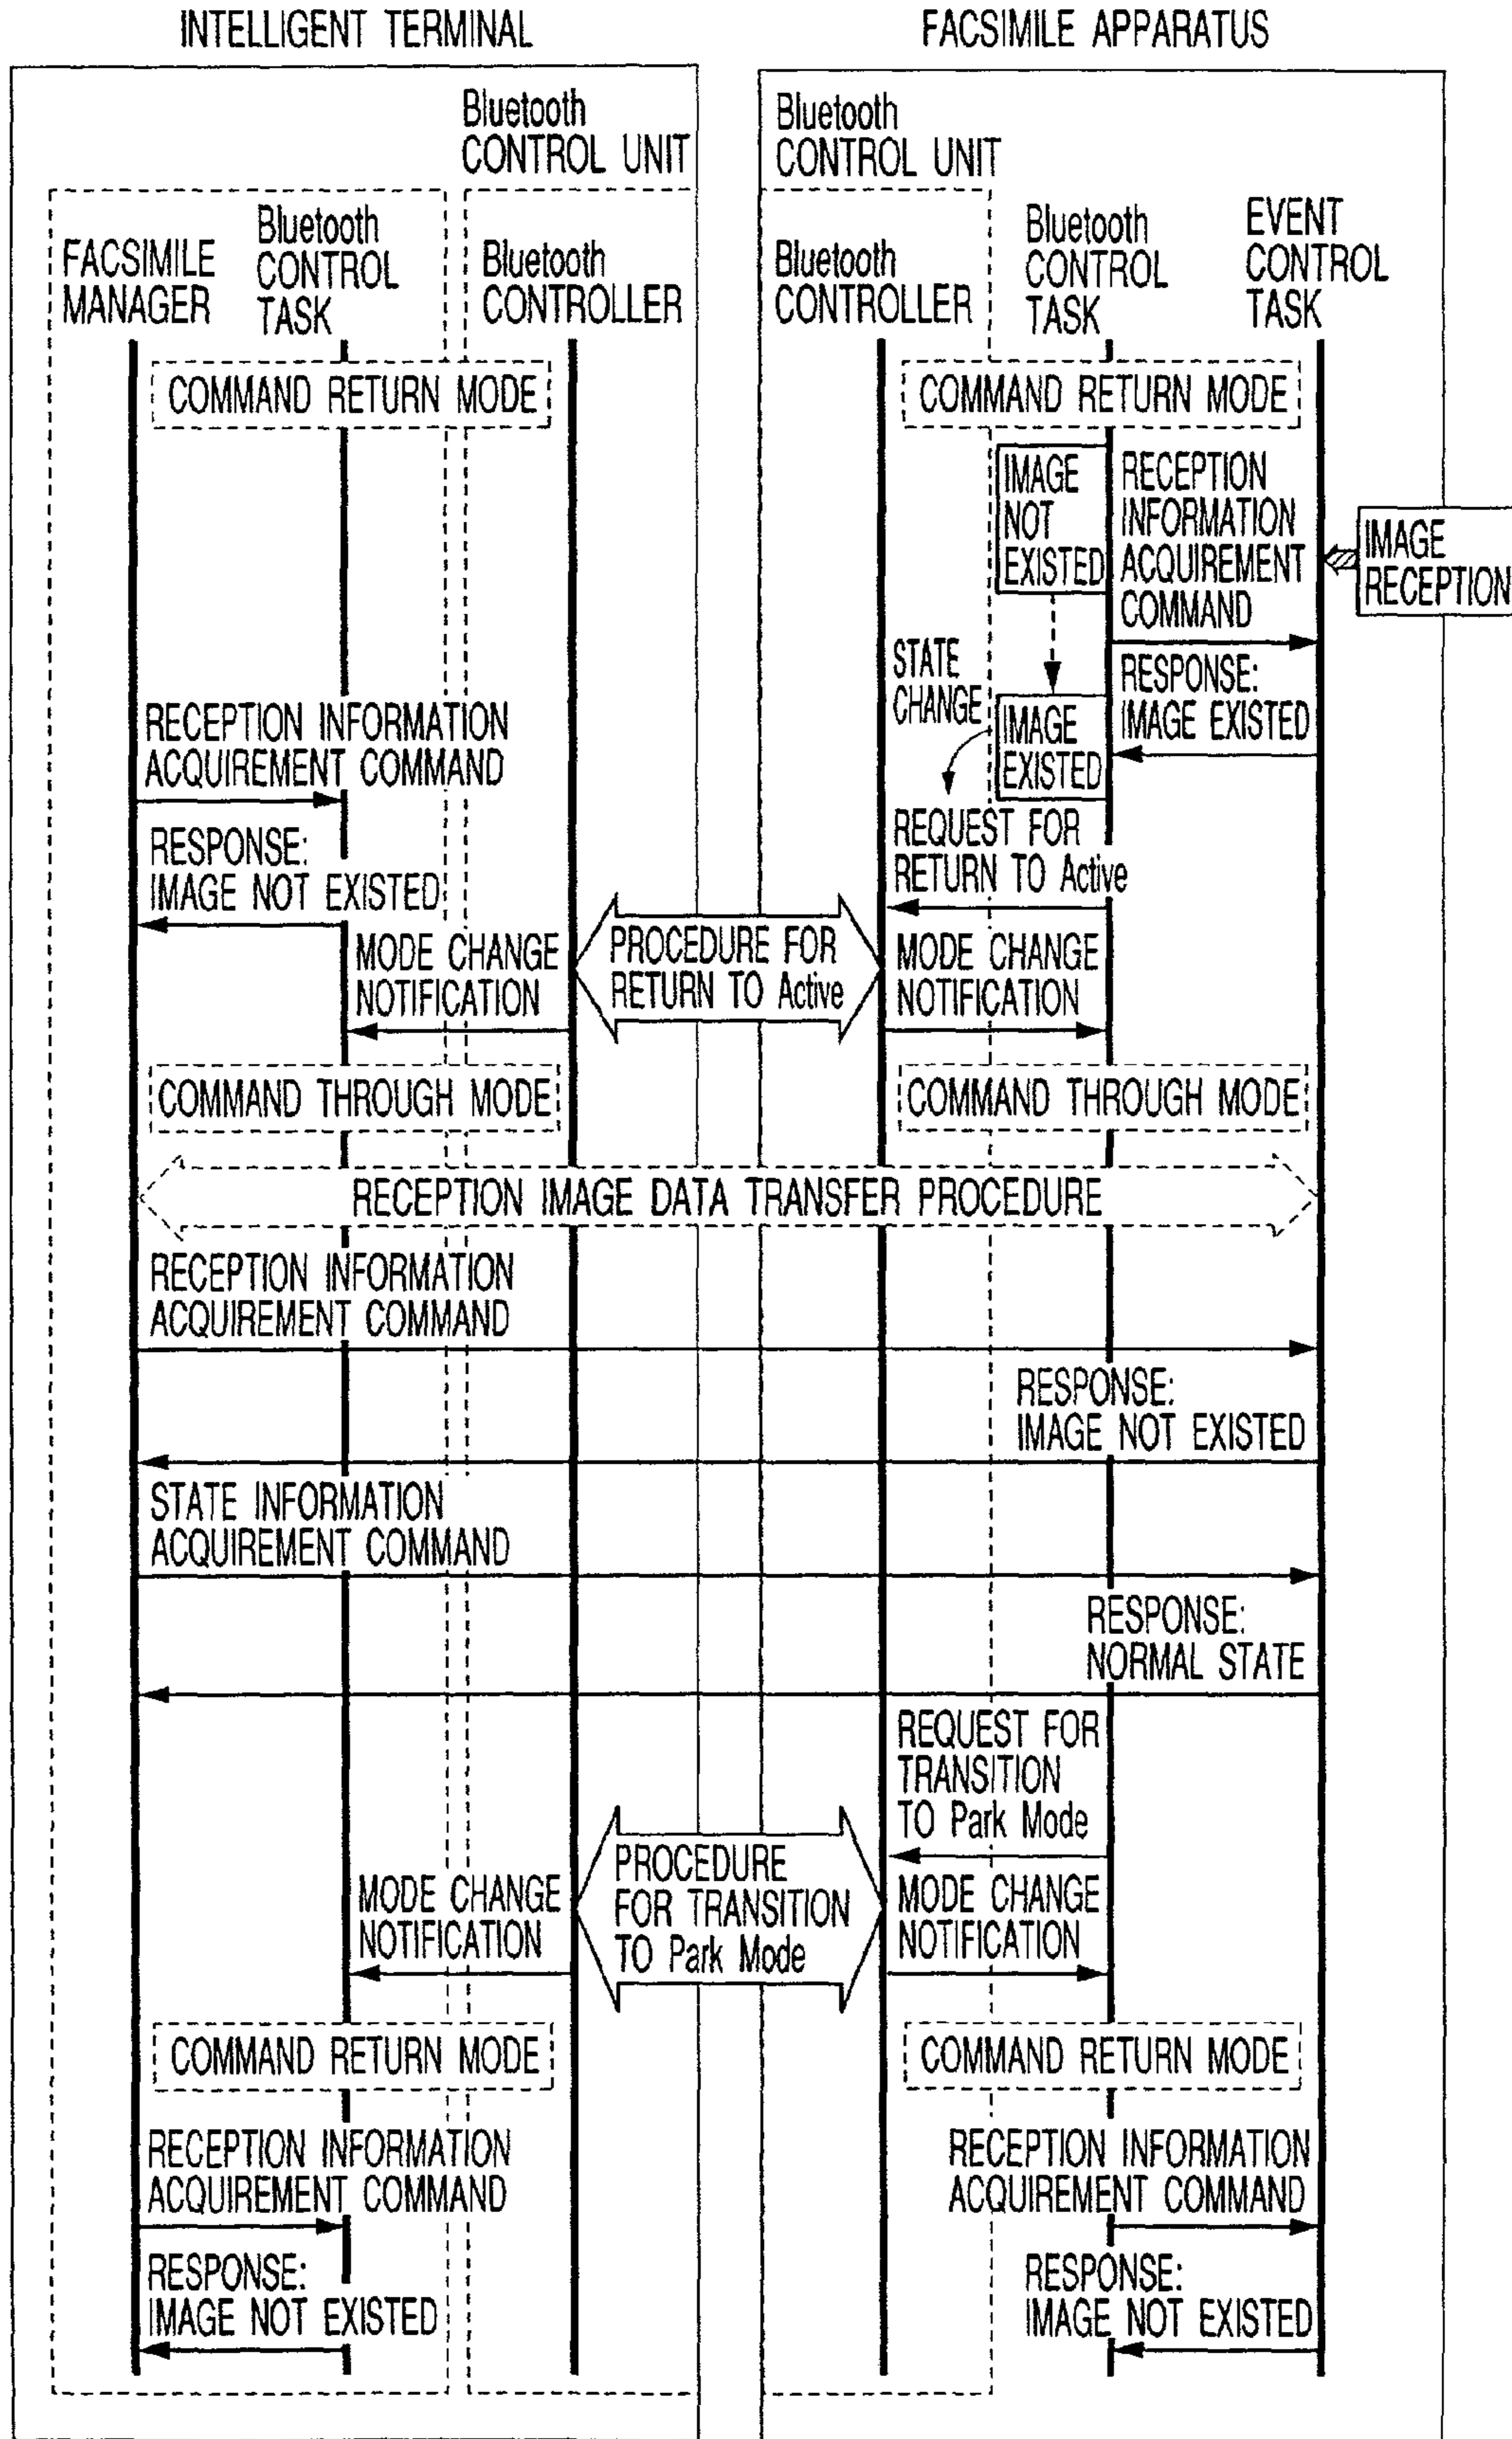 INTELLIGENT TERMINAL
FACSIMILE APPARATUS
Bluetooth
CONTROL UNIT
Bluetooth
CONTROL UNIT
FACSIMILE
MANAGER
Bluetooth
CONTROL
TASK
Bluetooth
CONTROLLER
Bluetooth
CONTROLLER
Bluetooth
CONTROL
TASK
EVENT
CONTROL
TASK
COMMAND RETURN MODE
COMMAND RETURN MODE
IMAGE
NOT
EXISTED
RECEPTION
INFORMATION
ACQUIREMENT
COMMAND
IMAGE
RECEPTION
STATE
CHANGE
RESPONSE:
IMAGE EXISTED
IMAGE
EXISTED
RECEPTION INFORMATION
ACQUIREMENT COMMAND
REQUEST FOR
RETURN TO Active
RESPONSE:
IMAGE NOT EXISTED
MODE CHANGE
NOTIFICATION
PROCEDURE FOR
RETURN TO Active
MODE CHANGE
NOTIFICATION
COMMAND THROUGH MODE
COMMAND THROUGH MODE
RECEPTION IMAGE DATA TRANSFER PROCEDURE
RECEPTION INFORMATION
ACQUIREMENT COMMAND
RESPONSE:
IMAGE NOT EXISTED
STATE INFORMATION
ACQUIREMENT COMMAND
RESPONSE:
NORMAL STATE
REQUEST FOR
TRANSITION
TO Park Mode
MODE CHANGE
NOTIFICATION
PROCEDURE
FOR TRANSITION
TO Park Mode
MODE CHANGE
NOTIFICATION
COMMAND RETURN MODE
COMMAND RETURN MODE
RECEPTION INFORMATION
ACQUIREMENT COMMAND
RECEPTION INFORMATION
ACQUIREMENT COMMAND
RESPONSE:
IMAGE NOT EXISTED
RESPONSE:
IMAGE NOT EXISTED